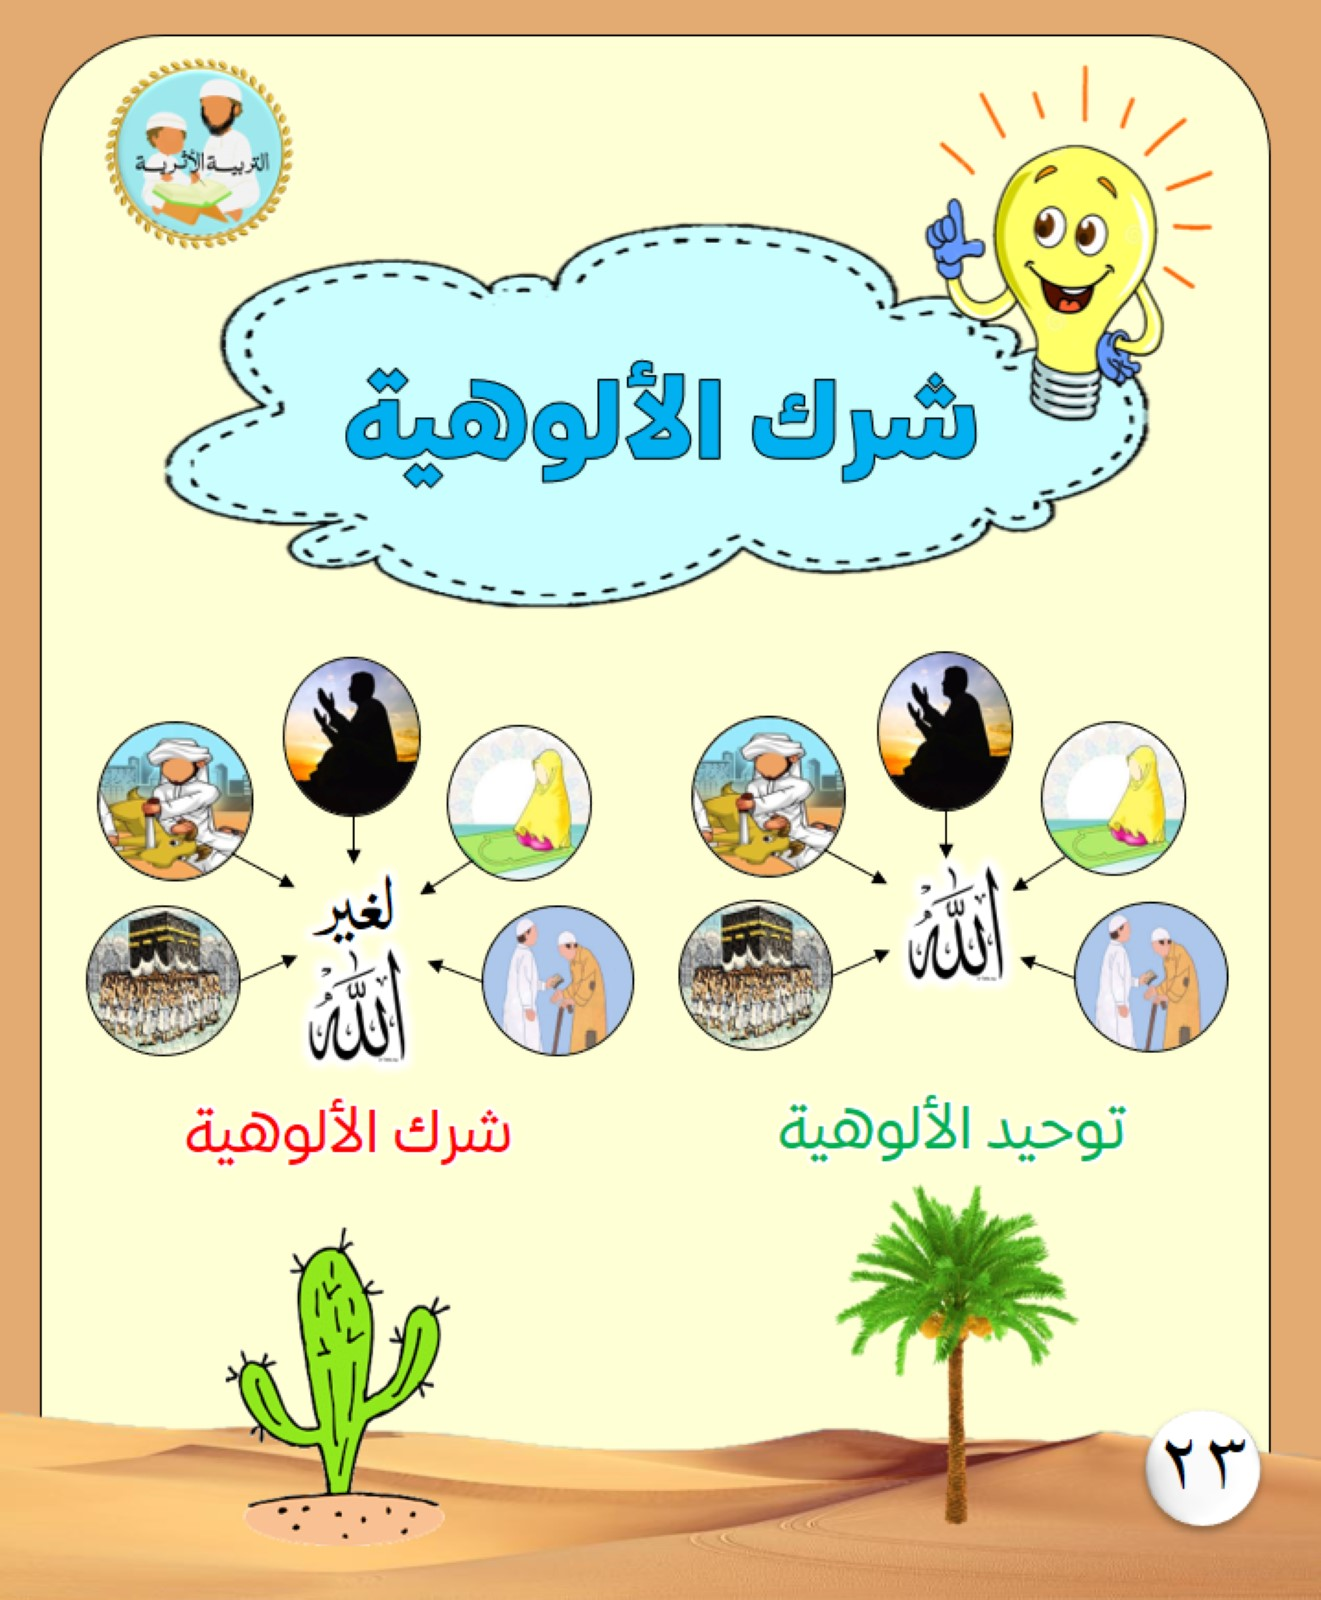 التربية الأثرية
شرك الألوهية
الله
لغير
الله
توحيد الألوهية
شرك الألوهية
٢٣